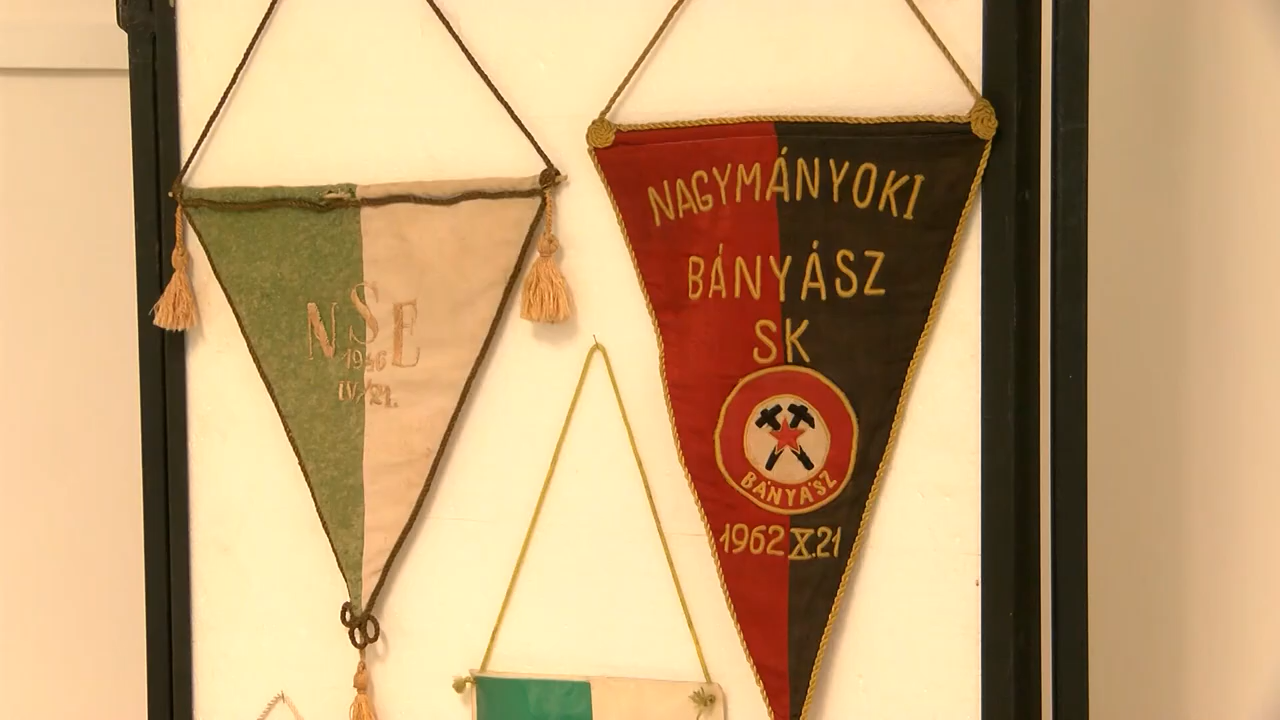 NSE
1946
IV/21.
NAGYMÁNYOKI
BÁNYÁSZ
SK
BÁNYÁSZ
1962 X.21